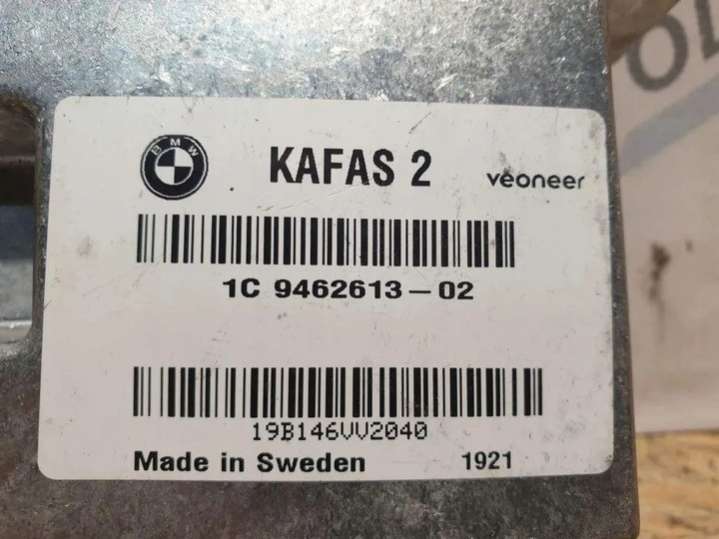 BMW
KAFAS 2
veoneer
1C 9462613-02
19B146VV2040
Made in Sweden 1921